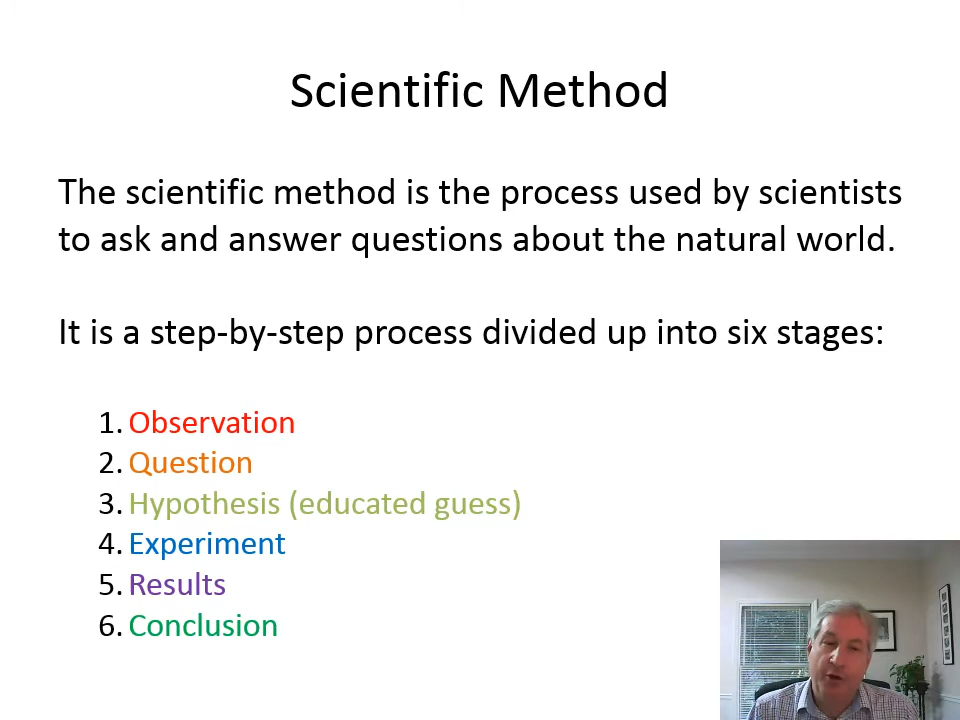 Scientific Method
The scientific method is the process used by scientists
to ask and answer questions about the natural world.
It is a step-by-step process divided up into six stages:
1. Observation
2. Question
3. Hypothesis (educated guess)
4. Experiment
5. Results
6. Conclusion